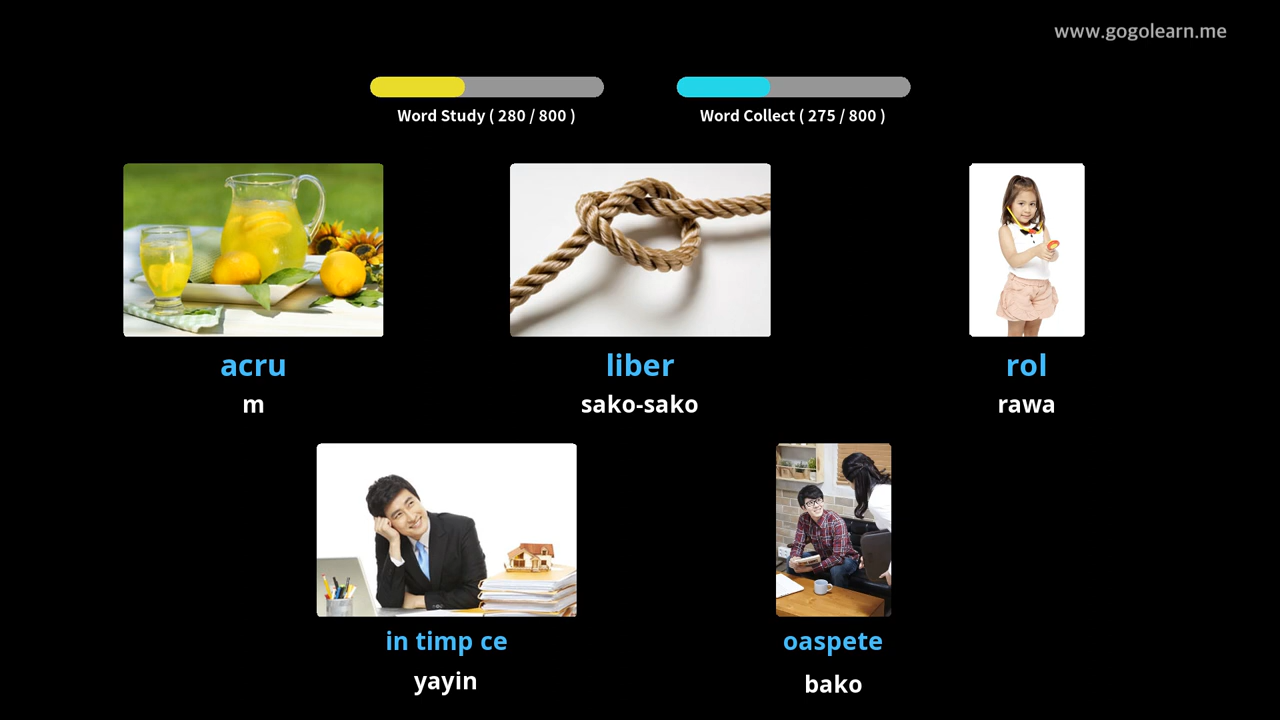 www.gogolearn.me
Word Study ( 280 / 800 )
Word Collect ( 275 / 800 )
acru
m
liber
sako-sako
rol
rawa
in timp ce
yayin
oaspete
bako